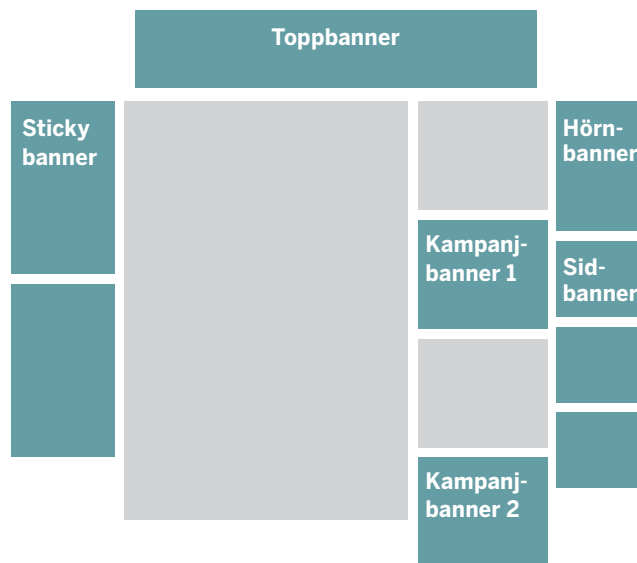 Toppbanner
Sticky
banner
Kampanj-
banner 1
Kampanj-
banner 2
Hörn-
banner
Sid-
banner